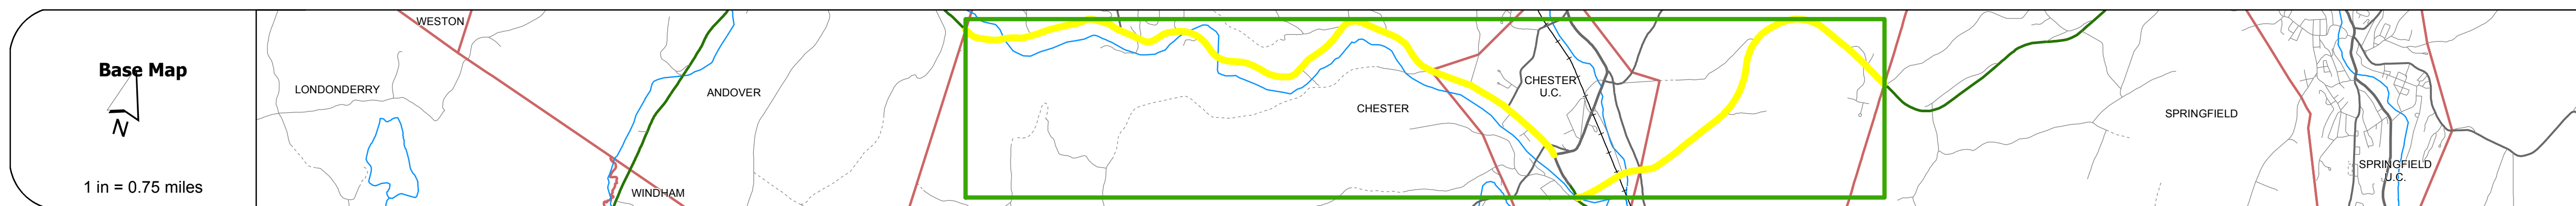 Base Map
N
1 in = 0.75 miles
WESTON
LONDONDERRY
ANDOVER
WINDHAM
CHESTER
CHESTER
U.C.
SPRINGFIELD
SPRINGFIELD
U.C.